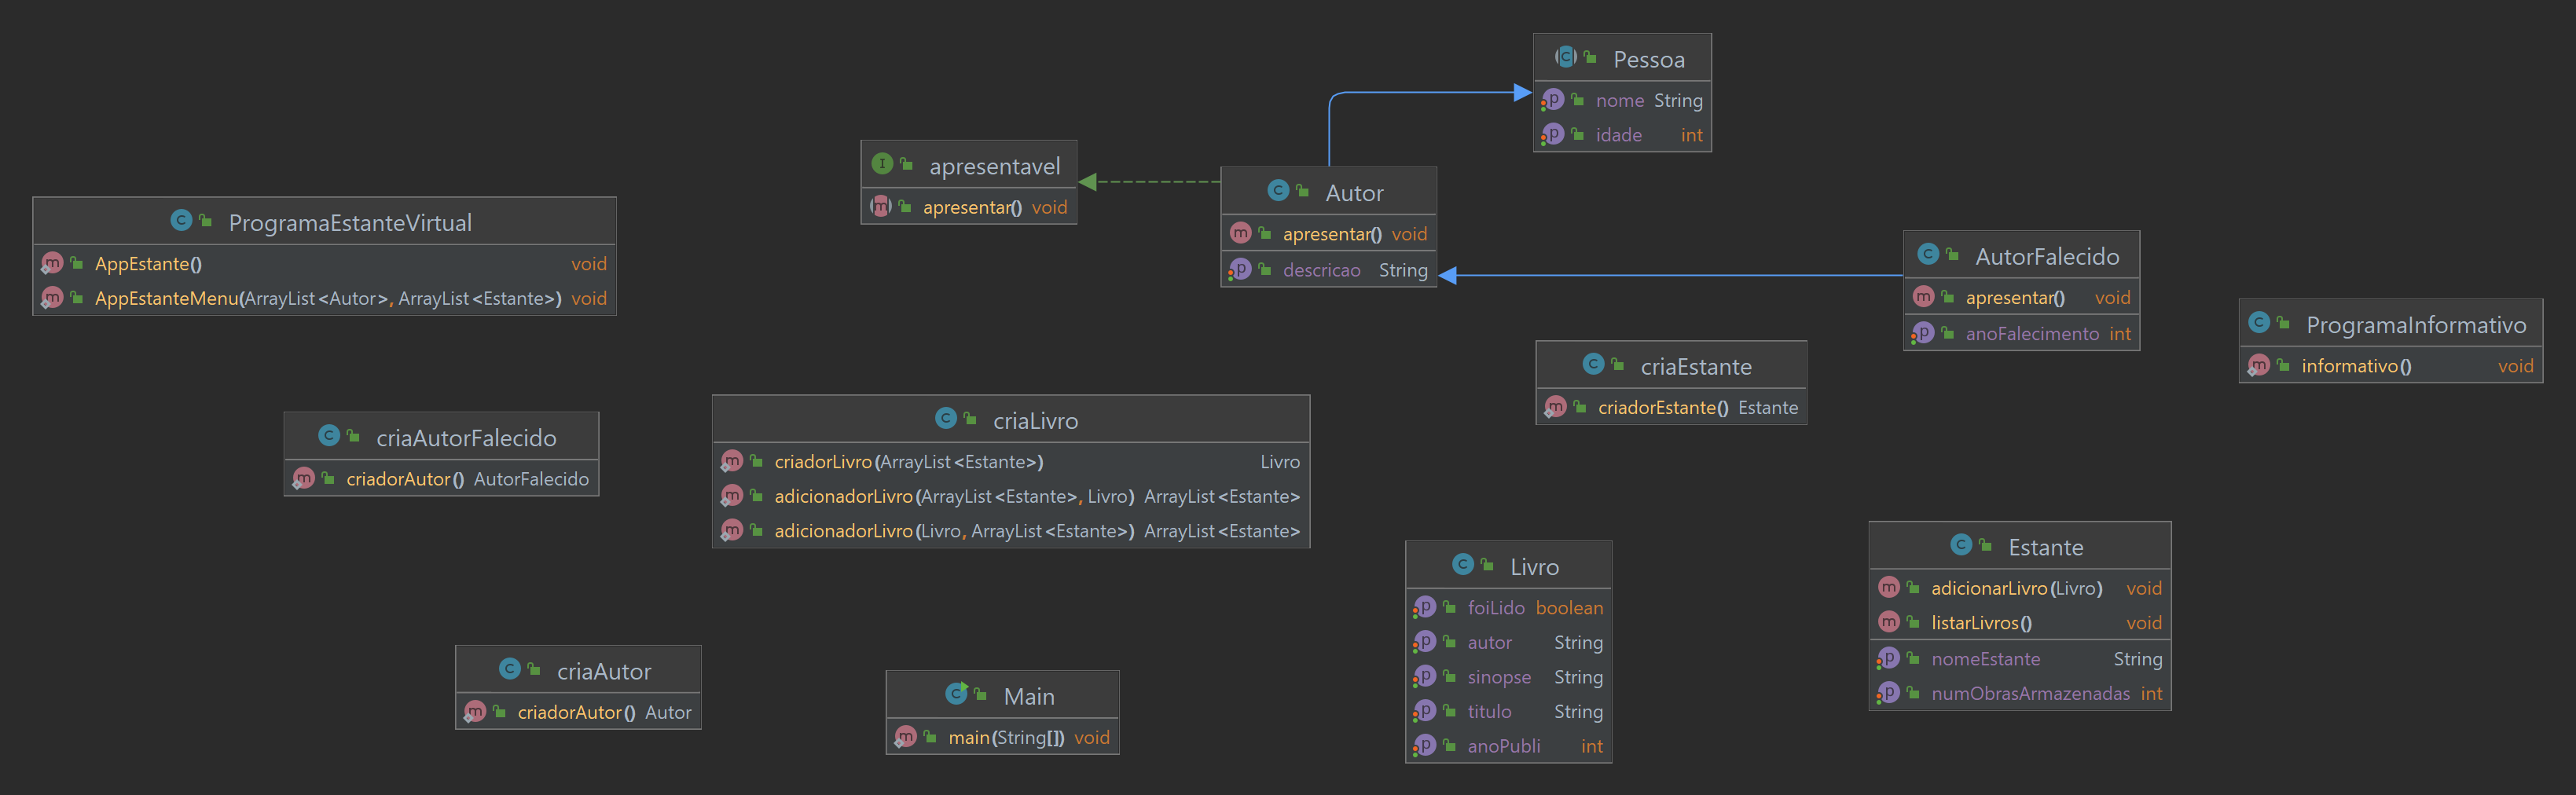 Pessoa
nome String
idade int
apresentavel
apresentar() void
Autor
apresentar() void
descricao String
ProgramaEstanteVirtual
AppEstante() void
AppEstanteMenu(ArrayList<Autor>, ArrayList<Estante>) void
AutorFalecido
apresentar() void
anoFalecimento int
ProgramaInformativo
informativo() void
criaEstante
criadorEstante() Estante
criaAutorFalecido
criadorAutor() AutorFalecido
criaLivro
criadorLivro(ArrayList<Estante>) Livro
adicionadorLivro(ArrayList<Estante>, Livro) ArrayList<Estante>
adicionadorLivro(Livro, ArrayList<Estante>) ArrayList<Estante>
Livro
foiLido boolean
autor String
sinopse String
titulo String
anoPubli int
Estante
adicionarLivro(Livro) void
listarLivros() void
nomeEstante String
numObrasArmazenadas int
criaAutor
criadorAutor() Autor
Main
main(String[]) void